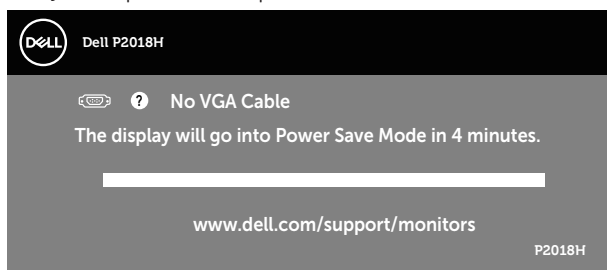 DELL Dell P2018H
? No VGA Cable
The display will go into Power Save Mode in 4 minutes.
www.dell.com/support/monitors
P2018H